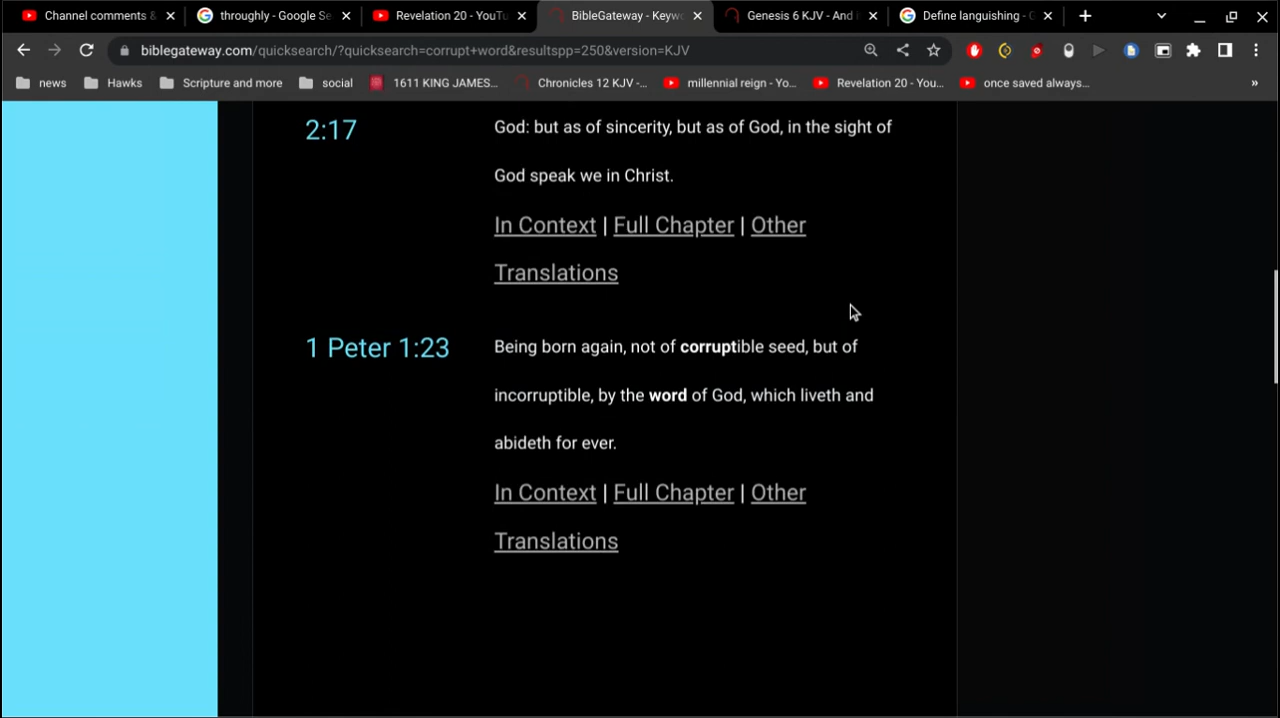 Channel comments &
throughly - Google Se
Revelation 20 - YouTu
BibleGateway - Keywo
Genesis 6 KJV - And i
Define languishing - G
biblegateway.com/quicksearch/?quicksearch=corrupt+word&resultspp=250&version=KJV
news
Hawks
Scripture and more
social
1611 KING JAMES...
Chronicles 12 KJV -...
millennial reign - Yo...
Revelation 20 - You...
once saved always...
»
2:17
God: but as of sincerity, but as of God, in the sight of
God speak we in Christ.
In Context | Full Chapter | Other
Translations
1 Peter 1:23
Being born again, not of corruptible seed, but of
incorruptible, by the word of God, which liveth and
abideth for ever.
In Context | Full Chapter | Other
Translations